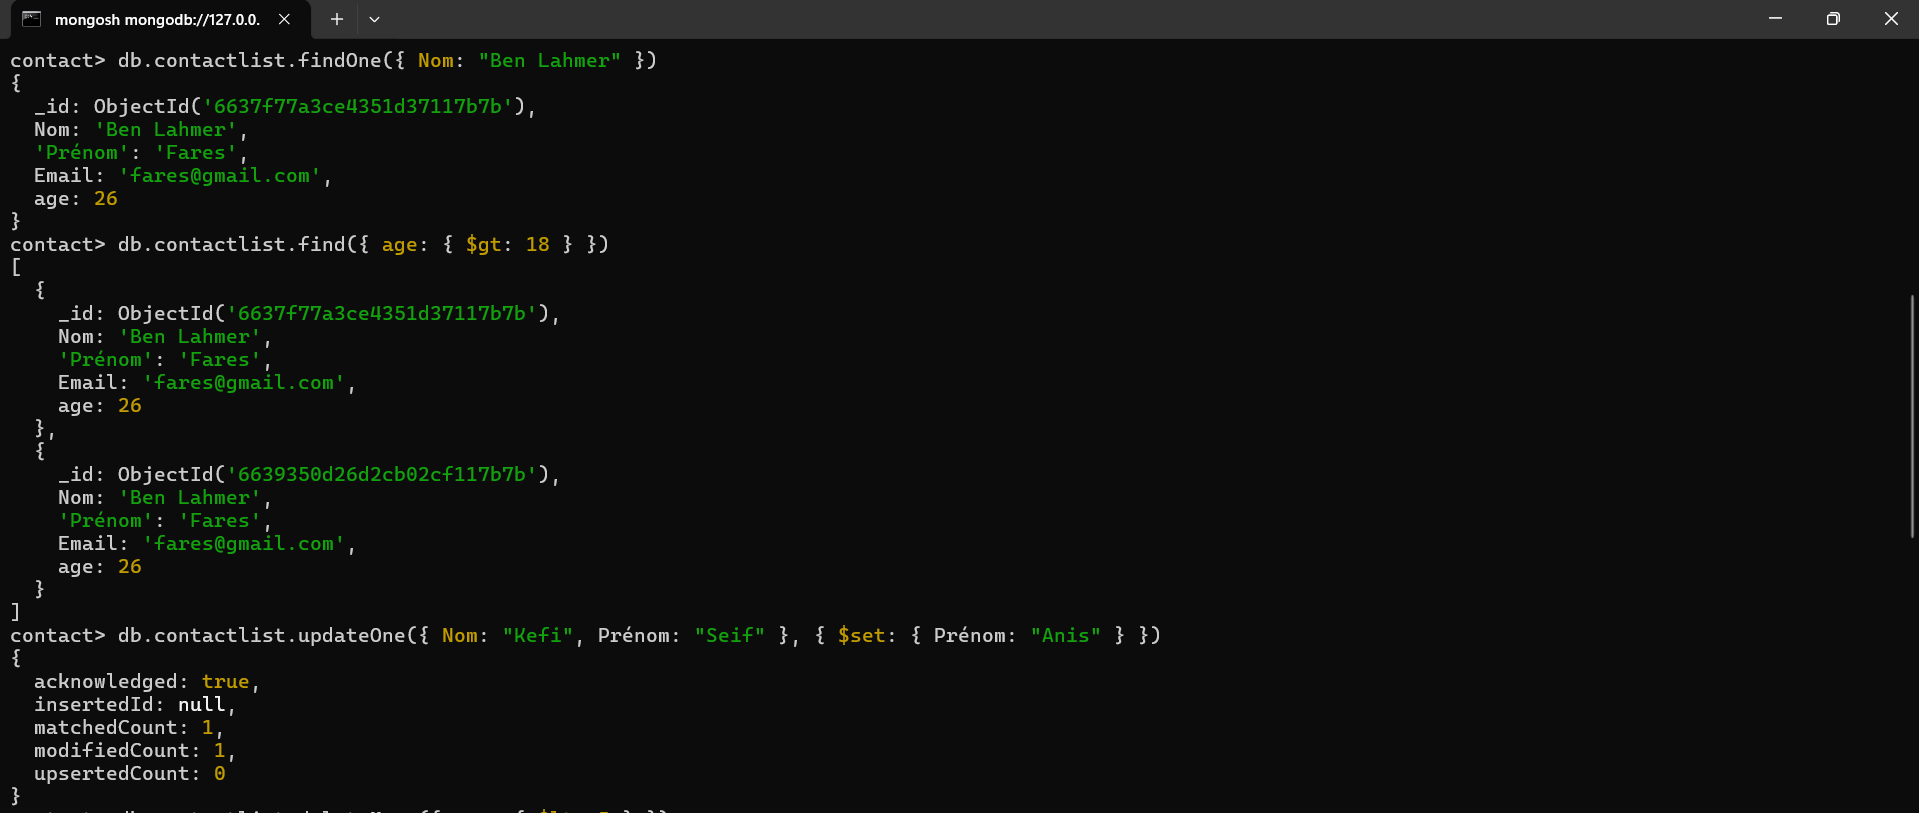 mongosh mongodb://127.0.0.
contact> db.contactlist.findOne({ Nom: "Ben Lahmer" })
{
  _id: ObjectId('6637f77a3ce4351d37117b7b'),
  Nom: 'Ben Lahmer',
  'Prénom': 'Fares',
  Email: 'fares@gmail.com',
  age: 26
}
contact> db.contactlist.find({ age: { $gt: 18 } })
[
  {
    _id: ObjectId('6637f77a3ce4351d37117b7b'),
    Nom: 'Ben Lahmer',
    'Prénom': 'Fares',
    Email: 'fares@gmail.com',
    age: 26
  },
  {
    _id: ObjectId('6639350d26d2cb02cf117b7b'),
    Nom: 'Ben Lahmer',
    'Prénom': 'Fares',
    Email: 'fares@gmail.com',
    age: 26
  }
]
contact> db.contactlist.updateOne({ Nom: "Kefi", Prénom: "Seif" }, { $set: { Prénom: "Anis" } })
{
  acknowledged: true,
  insertedId: null,
  matchedCount: 1,
  modifiedCount: 1,
  upsertedCount: 0
}